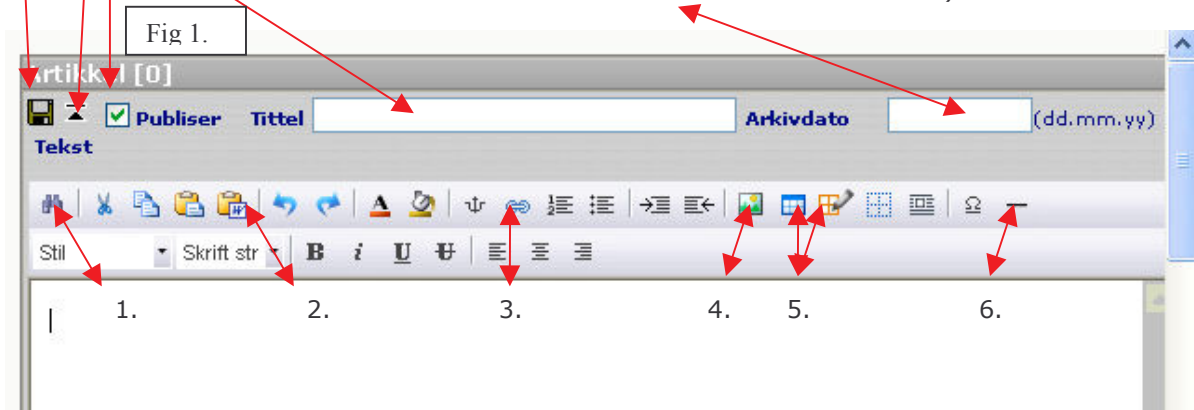 Fig 1.
Artikkel [0]
Publiser Tittel Arkivdato (dd.mm.yy)
Tekst
Stil Skrift str B i U U
1. 2. 3. 4. 5. 6.